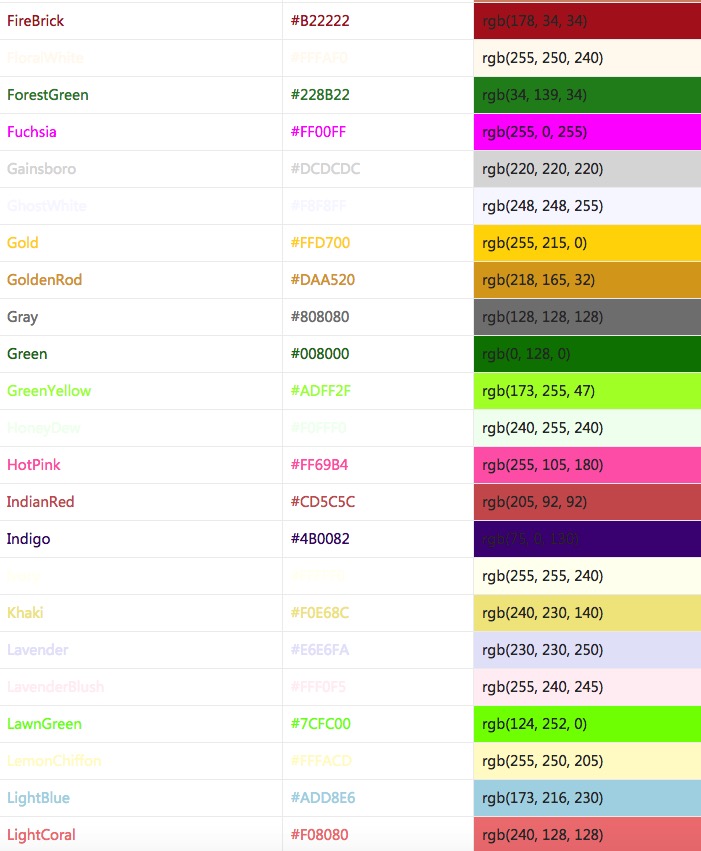 FireBrick #B22222 rgb(178, 34, 34)
FloralWhite #FFFAF0 rgb(255, 250, 240)
ForestGreen #228B22 rgb(34, 139, 34)
Fuchsia #FF00FF rgb(255, 0, 255)
Gainsboro #DCDCDC rgb(220, 220, 220)
GhostWhite #F8F8FF rgb(248, 248, 255)
Gold #FFD700 rgb(255, 215, 0)
GoldenRod #DAA520 rgb(218, 165, 32)
Gray #808080 rgb(128, 128, 128)
Green #008000 rgb(0, 128, 0)
GreenYellow #ADFF2F rgb(173, 255, 47)
HoneyDew #F0FFF0 rgb(240, 255, 240)
HotPink #FF69B4 rgb(255, 105, 180)
IndianRed #CD5C5C rgb(205, 92, 92)
Indigo #4B0082 rgb(75, 0, 130)
rgb(255, 255, 240)
Khaki #F0E68C rgb(240, 230, 140)
Lavender #E6E6FA rgb(230, 230, 250)
LavenderBlush #FFF0F5 rgb(255, 240, 245)
LawnGreen #7CFC00 rgb(124, 252, 0)
LemonChiffon #FFFACD rgb(255, 250, 205)
LightBlue #ADD8E6 rgb(173, 216, 230)
LightCoral #F08080 rgb(240, 128, 128)